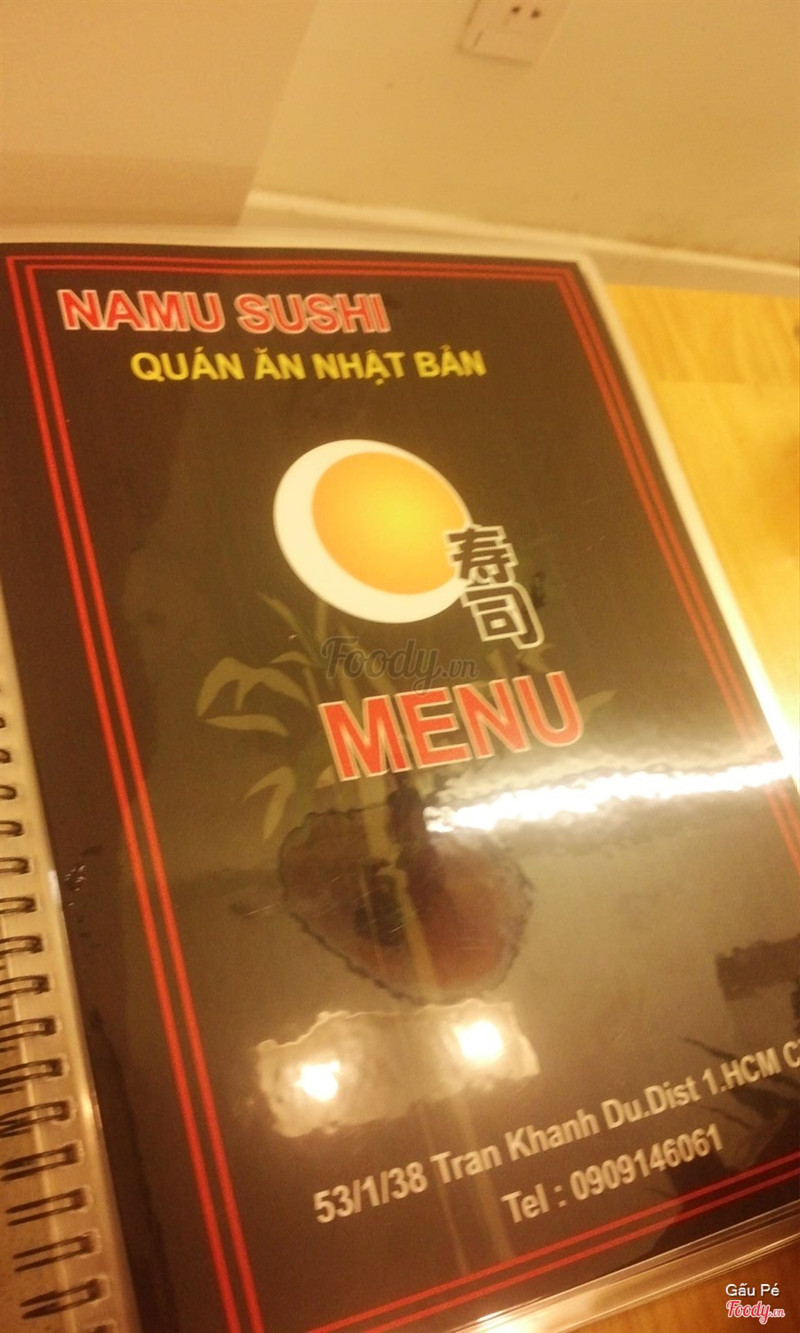 NAMU SUSHI
QUÁN ĂN NHẬT BẢN
寿司
Foody.vn
MENU
53/1/38 Tran Khanh Du.Dist 1.HCM
Tel : 0909146061
Gấu Pé
Foody.vn